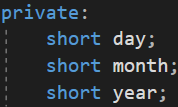 private:
    short day;
    short month;
    short year;